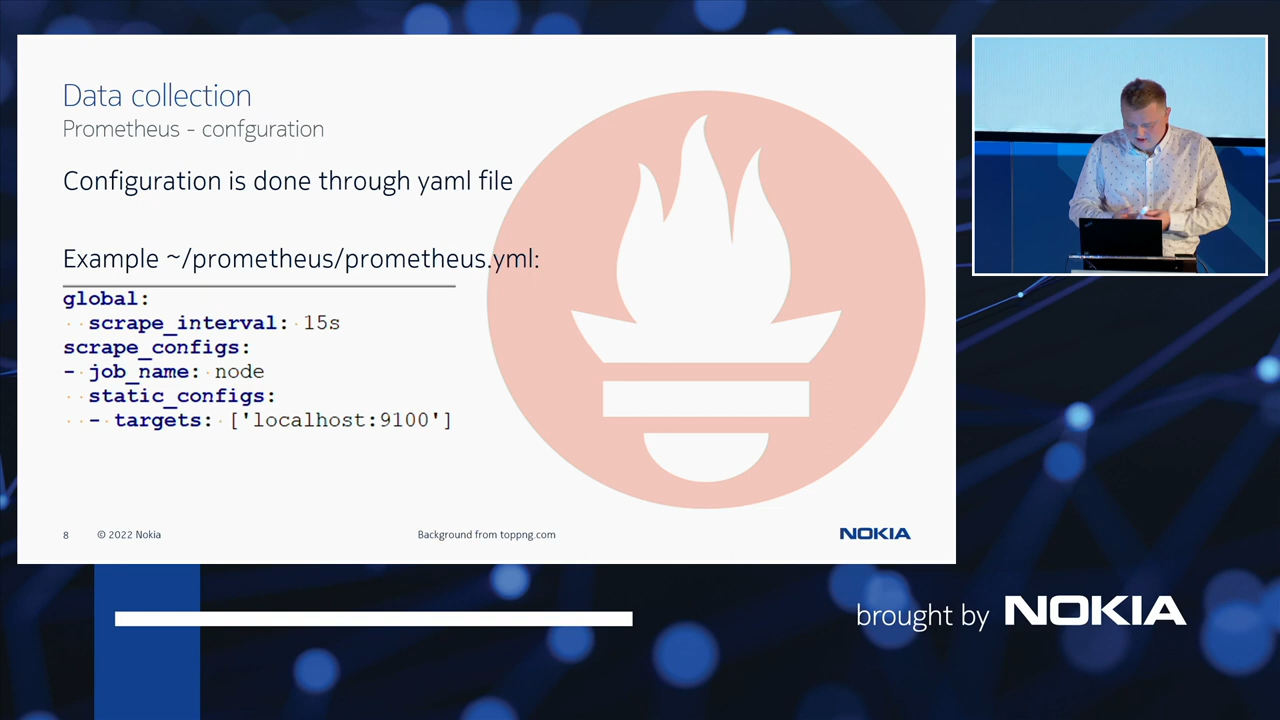 Data collection
Prometheus - confguration
Configuration is done through yaml file
Example ~/prometheus/prometheus.yml:
global:
  scrape_interval: 15s
scrape_configs:
- job_name: node
  static_configs:
  - targets: ['localhost:9100']
8 © 2022 Nokia Background from toppng.com NOKIA
brought by NOKIA